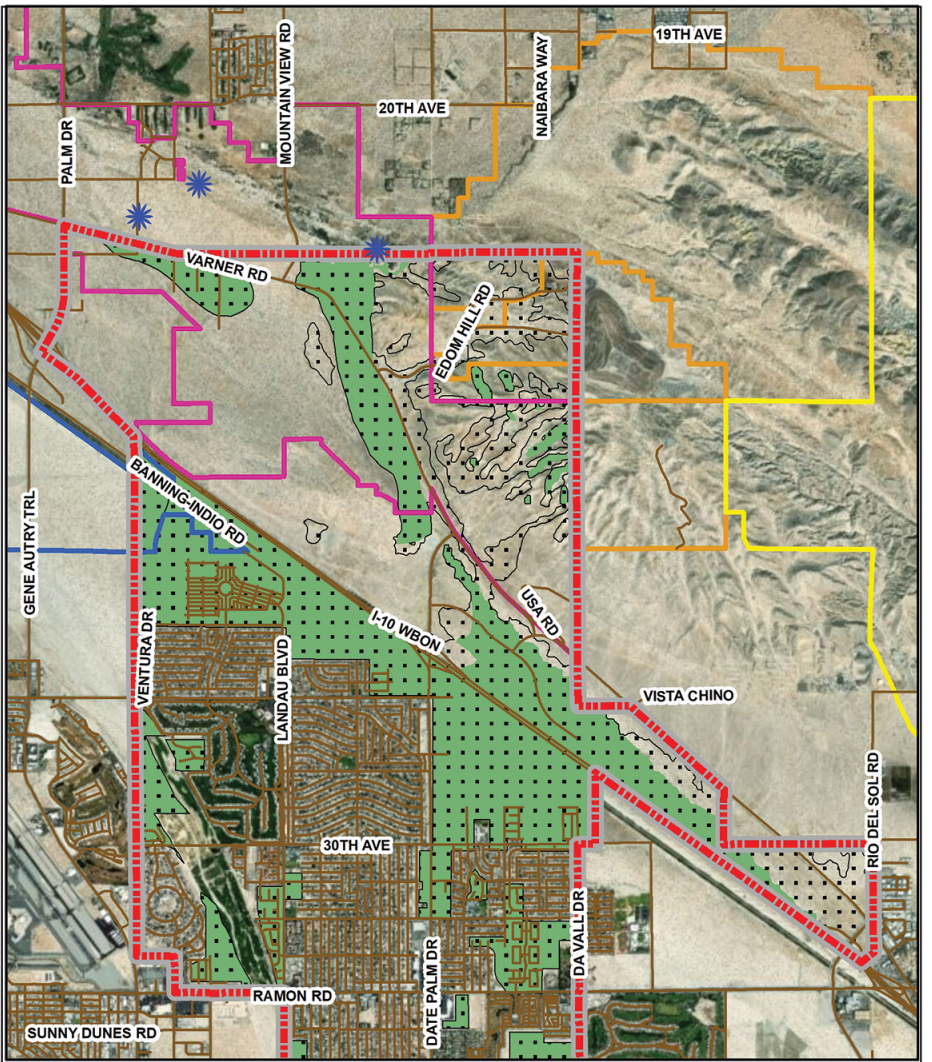 19TH AVE
MOUNTAIN VIEW RD
NAIBARA WAY
20TH AVE
PALM DR
VARNER RD
EDOM HILL RD
BANNING-INDIO RD
GENE AUTRY TRL
USA RD
I-10 WBON
VENTURA DR
LANDAU BLVD
VISTA CHINO
RIO DEL SOL RD
30TH AVE
DA VALL DR
DATE PALM DR
RAMON RD
SUNNY DUNES RD